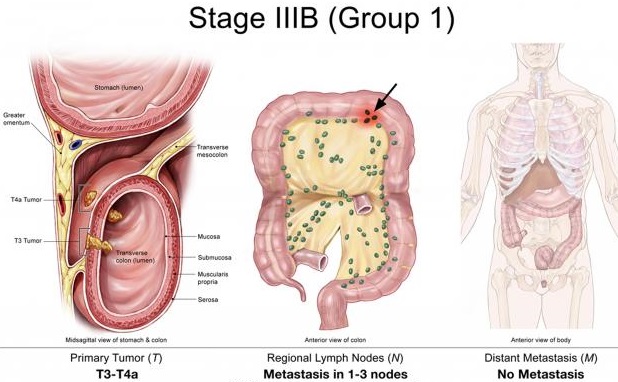 Stage IIIB (Group 1)
Stomach (lumen)
Greater
omentum
Transverse
mesocolon
T4a Tumor
T3 Tumor
Transverse
colon (lumen)
Mucosa
Submucosa
Muscularis
propria
Serosa
Midsagittal view of stomach & colon
Anterior view of colon
Anterior view of body
Primary Tumor (T)
T3-T4a
Regional Lymph Nodes (N)
Metastasis in 1-3 nodes
Distant Metastasis (M)
No Metastasis